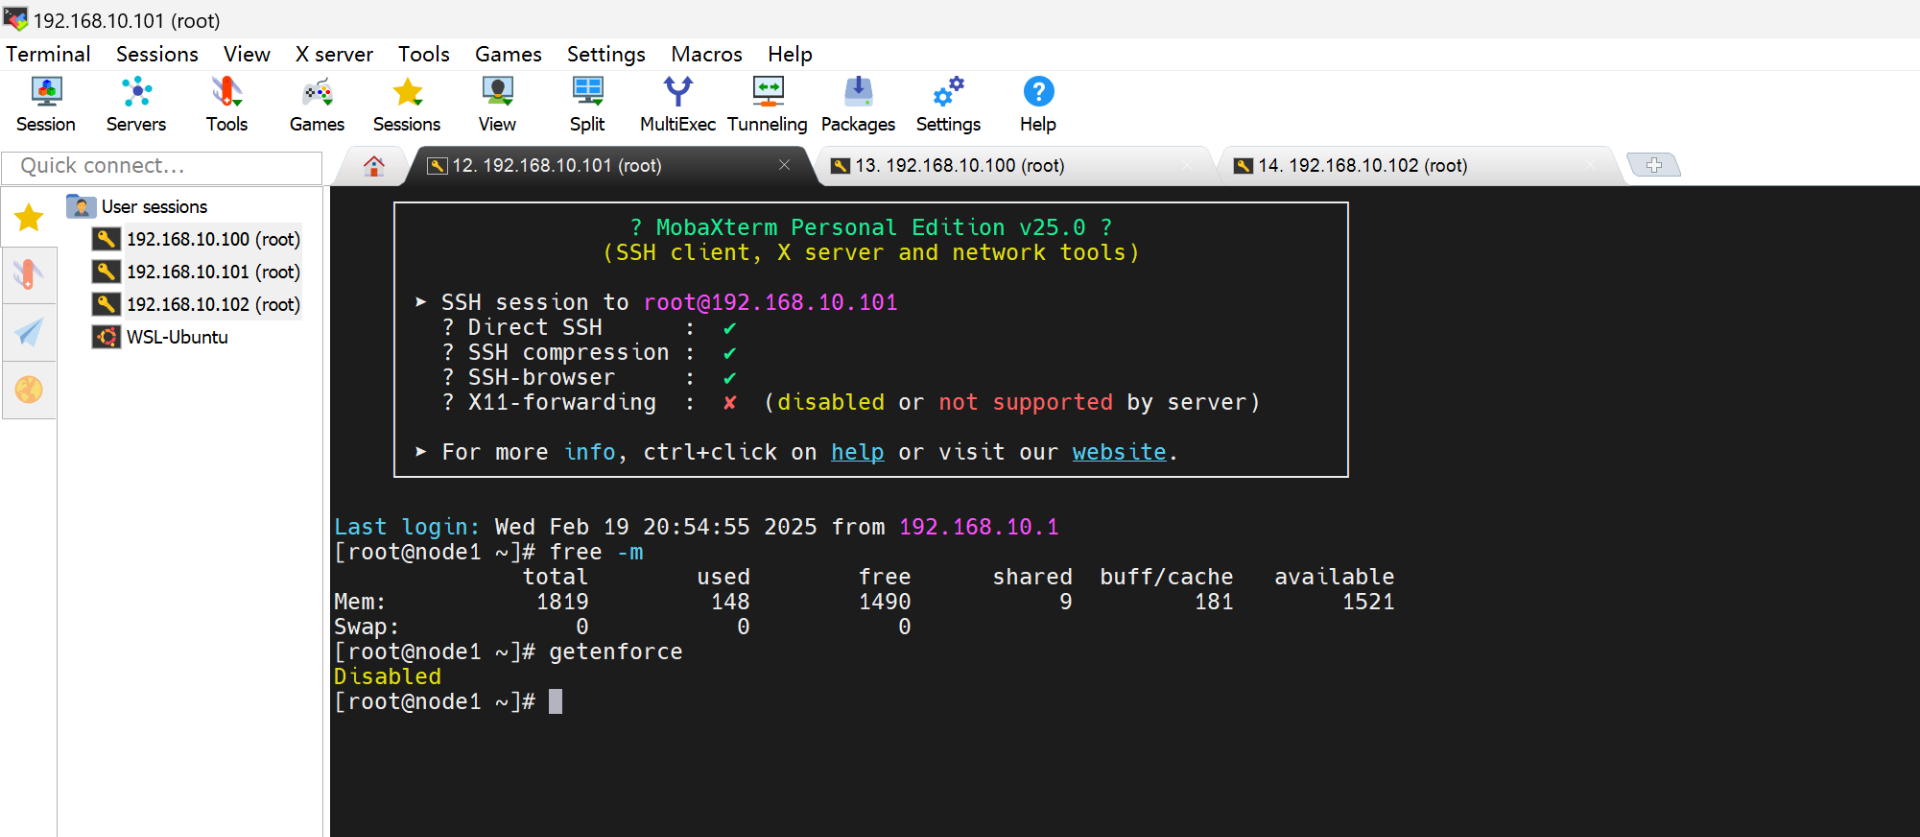 192.168.10.101 (root)
Terminal Sessions View X server Tools Games Settings Macros Help
Session Servers Tools Games Sessions View Split MultiExec Tunneling Packages Settings Help
Quick connect...
12. 192.168.10.101 (root)
13. 192.168.10.100 (root)
14. 192.168.10.102 (root)
User sessions
192.168.10.100 (root)
192.168.10.101 (root)
192.168.10.102 (root)
WSL-Ubuntu
? MobaXterm Personal Edition v25.0 ?
(SSH client, X server and network tools)
➤ SSH session to root@192.168.10.101
? Direct SSH : ✔
? SSH compression : ✔
? SSH-browser : ✔
? X11-forwarding : ✘ (disabled or not supported by server)
➤ For more info, ctrl+click on help or visit our website.
Last login: Wed Feb 19 20:54:55 2025 from 192.168.10.1
[root@node1 ~]# free -m
total used free shared buff/cache available
Mem: 1819 148 1490 9 181 1521
Swap: 0 0 0
[root@node1 ~]# getenforce
Disabled
[root@node1 ~]#